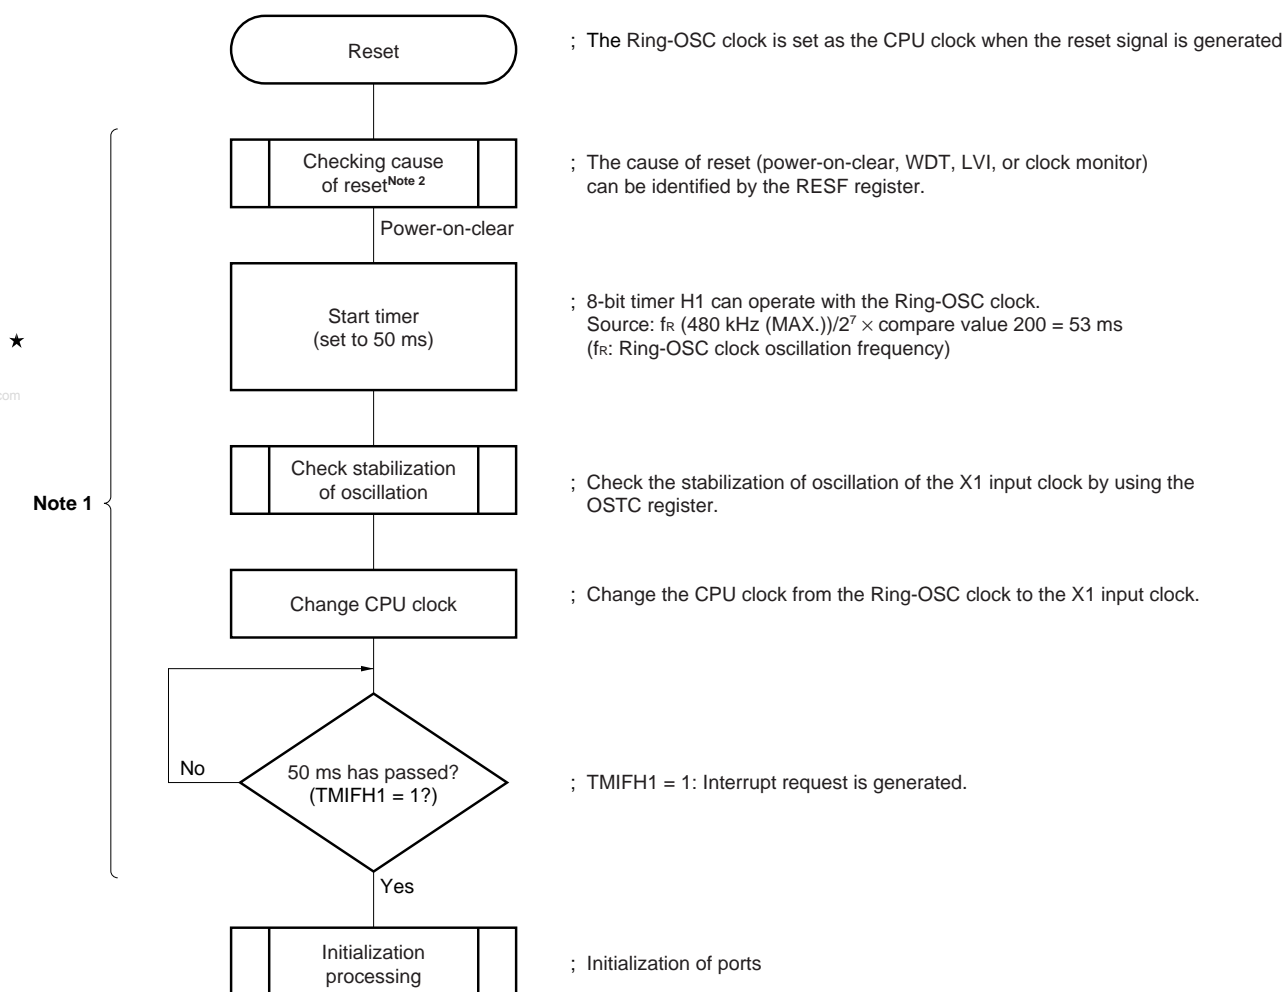 Reset
; The Ring-OSC clock is set as the CPU clock when the reset signal is generated
Checking cause
of reset Note 2
; The cause of reset (power-on-clear, WDT, LVI, or clock monitor)
can be identified by the RESF register.
Power-on-clear
Start timer
(set to 50 ms)
; 8-bit timer H1 can operate with the Ring-OSC clock.
Source: fR (480 kHz (MAX.))/2⁷ × compare value 200 = 53 ms
(fR: Ring-OSC clock oscillation frequency)
★
com
Check stabilization
of oscillation
; Check the stabilization of oscillation of the X1 input clock by using the
OSTC register.
Note 1
Change CPU clock
; Change the CPU clock from the Ring-OSC clock to the X1 input clock.
No
50 ms has passed?
(TMIFH1 = 1?)
; TMIFH1 = 1: Interrupt request is generated.
Yes
Initialization
processing
; Initialization of ports